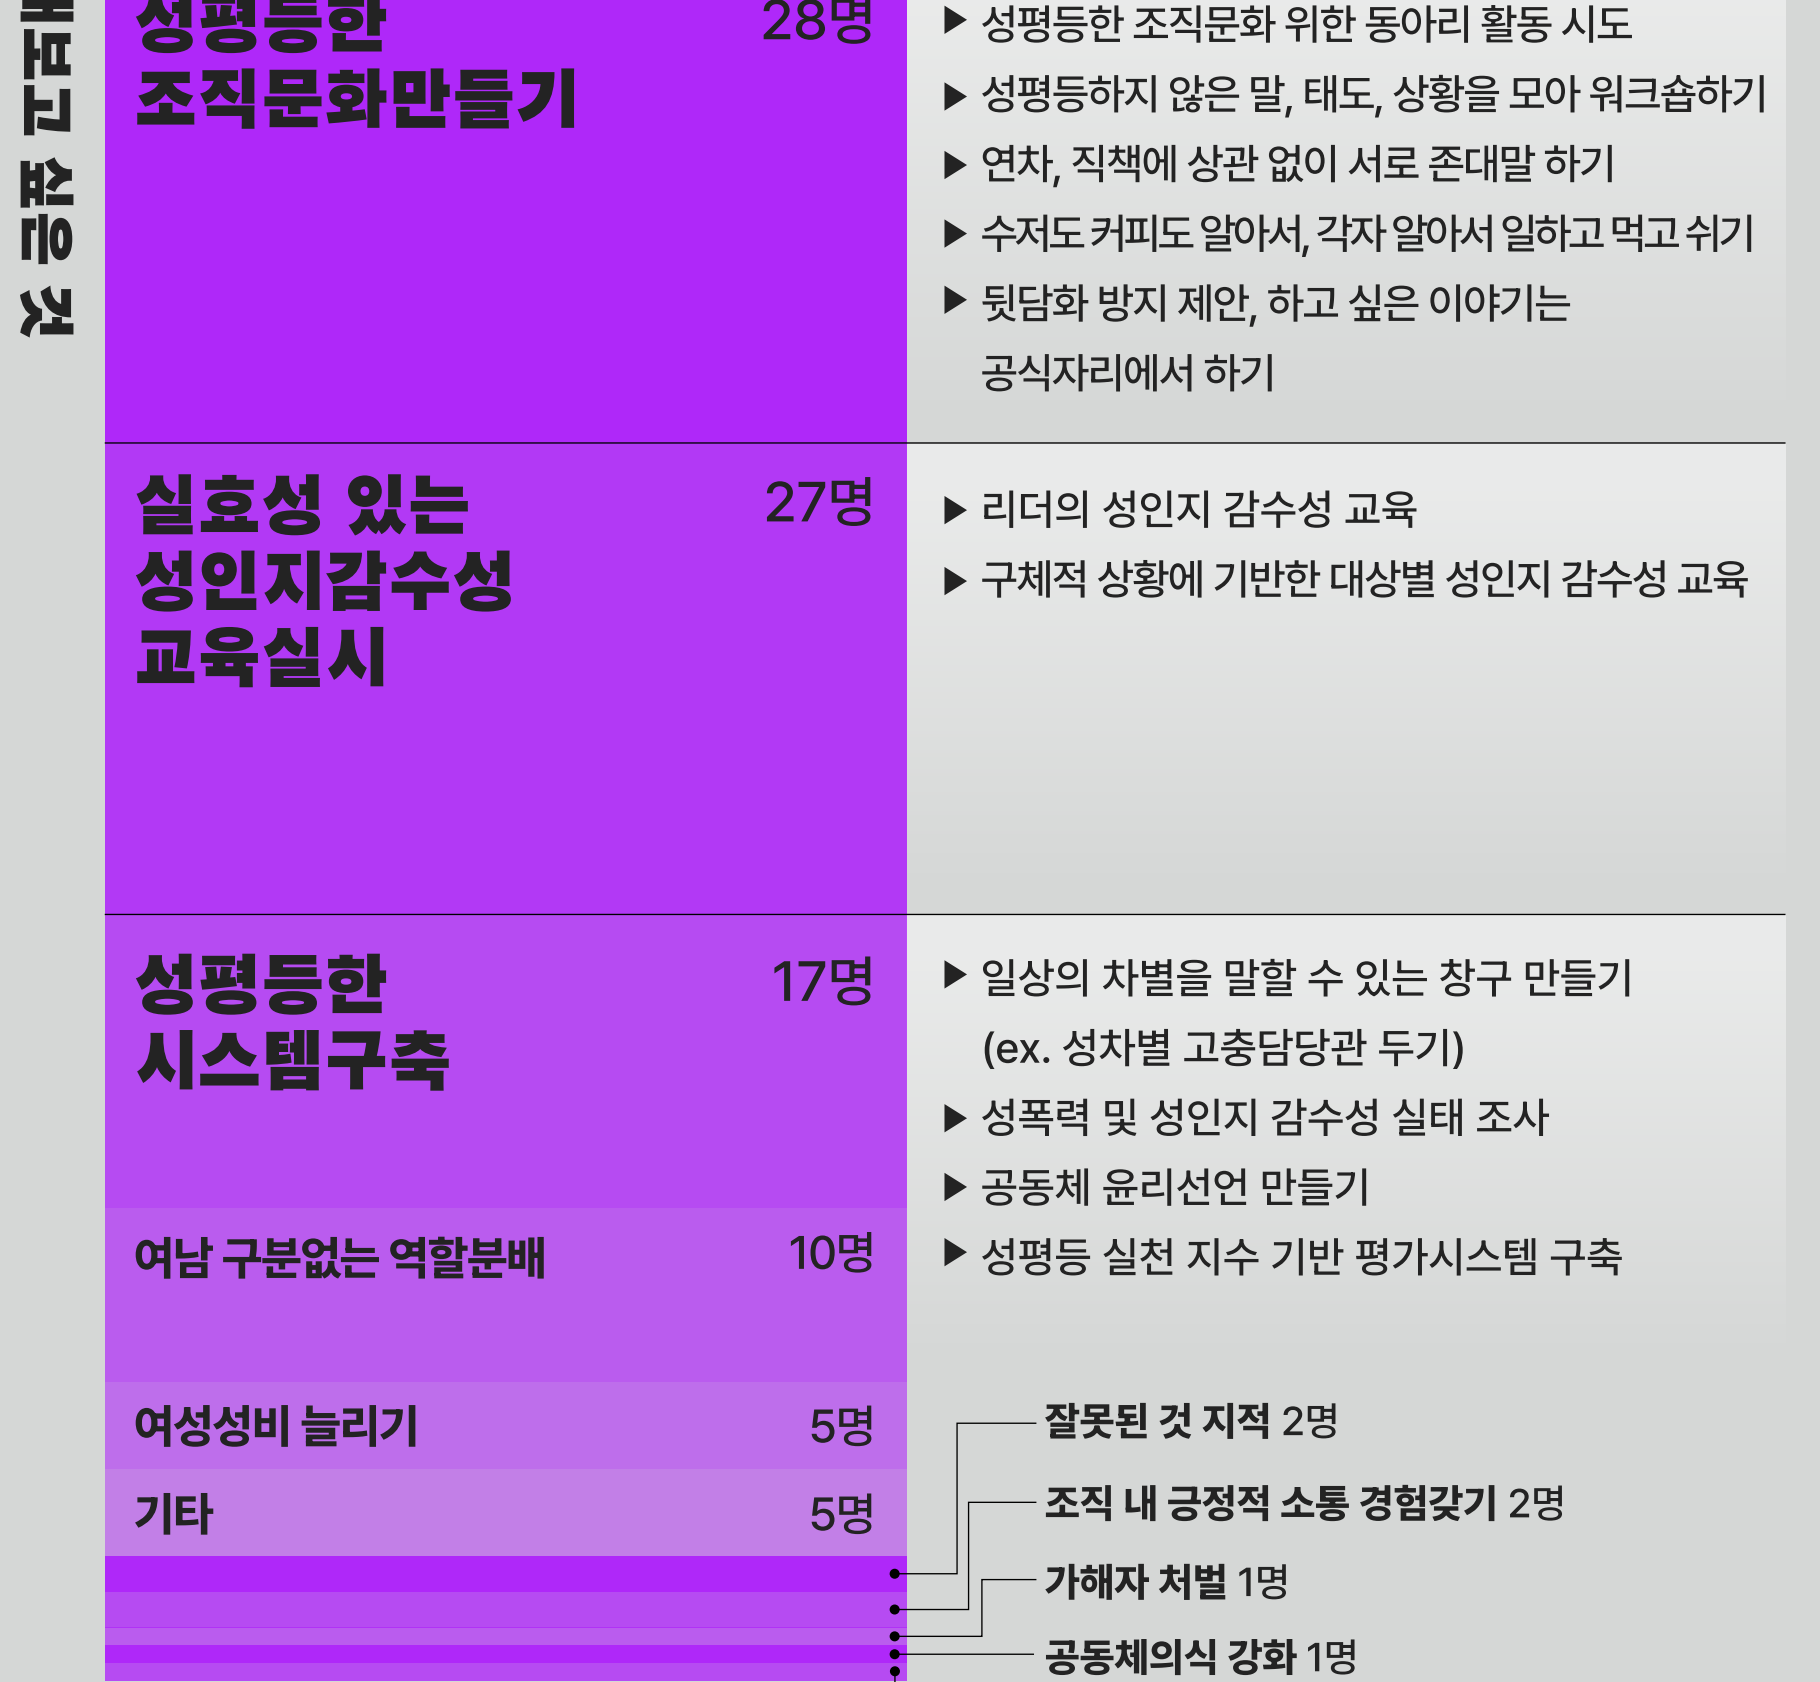 보고 싶은 것
성평등한
조직문화만들기
28명
성평등한 조직문화 위한 동아리 활동 시도
성평등하지 않은 말, 태도, 상황을 모아 워크숍하기
연차, 직책에 상관 없이 서로 존대말 하기
수저도 커피도 알아서, 각자 알아서 일하고 먹고 쉬기
뒷담화 방지 제안, 하고 싶은 이야기는
공식자리에서 하기
실효성 있는
성인지감수성
교육실시
27명
리더의 성인지 감수성 교육
구체적 상황에 기반한 대상별 성인지 감수성 교육
성평등한
시스템구축
17명
일상의 차별을 말할 수 있는 창구 만들기
(ex. 성차별 고충담당관 두기)
성폭력 및 성인지 감수성 실태 조사
공동체 윤리선언 만들기
성평등 실천 지수 기반 평가시스템 구축
여남 구분없는 역할분배 10명
여성성비 늘리기 5명
기타 5명
잘못된 것 지적 2명
조직 내 긍정적 소통 경험갖기 2명
가해자 처벌 1명
공동체의식 강화 1명